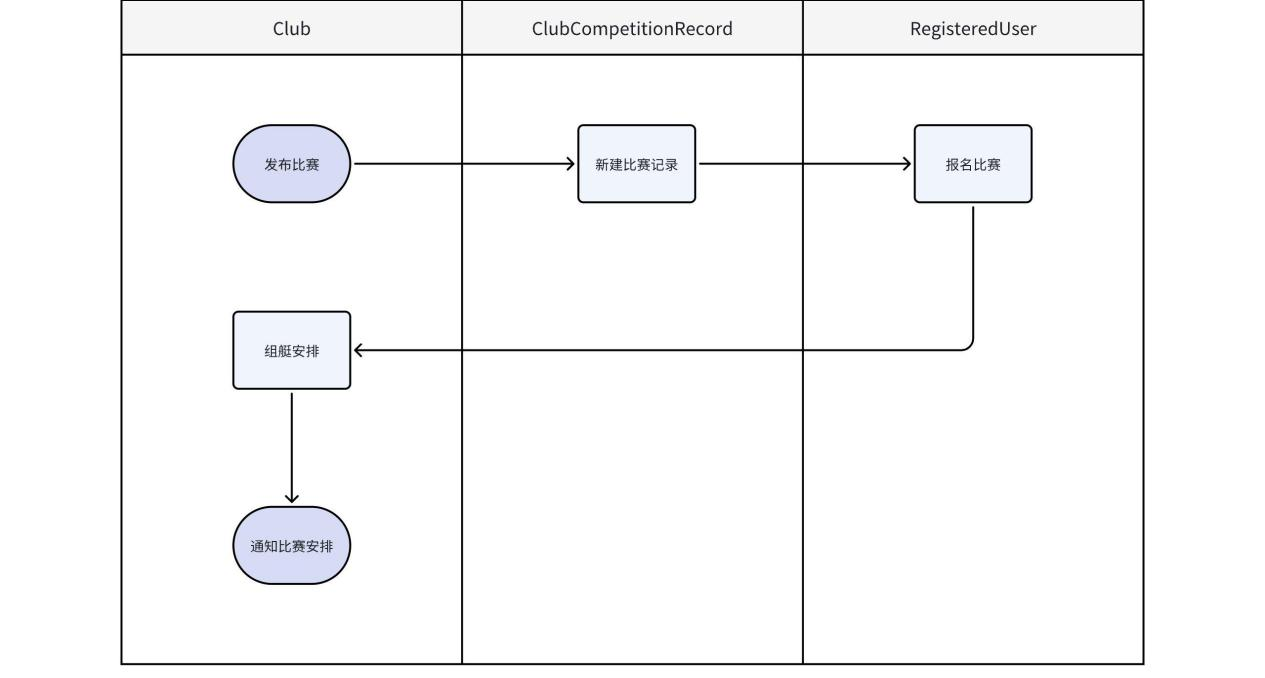 Club
ClubCompetitionRecord
RegisteredUser
发布比赛
新建比赛记录
报名比赛
组艇安排
通知比赛安排